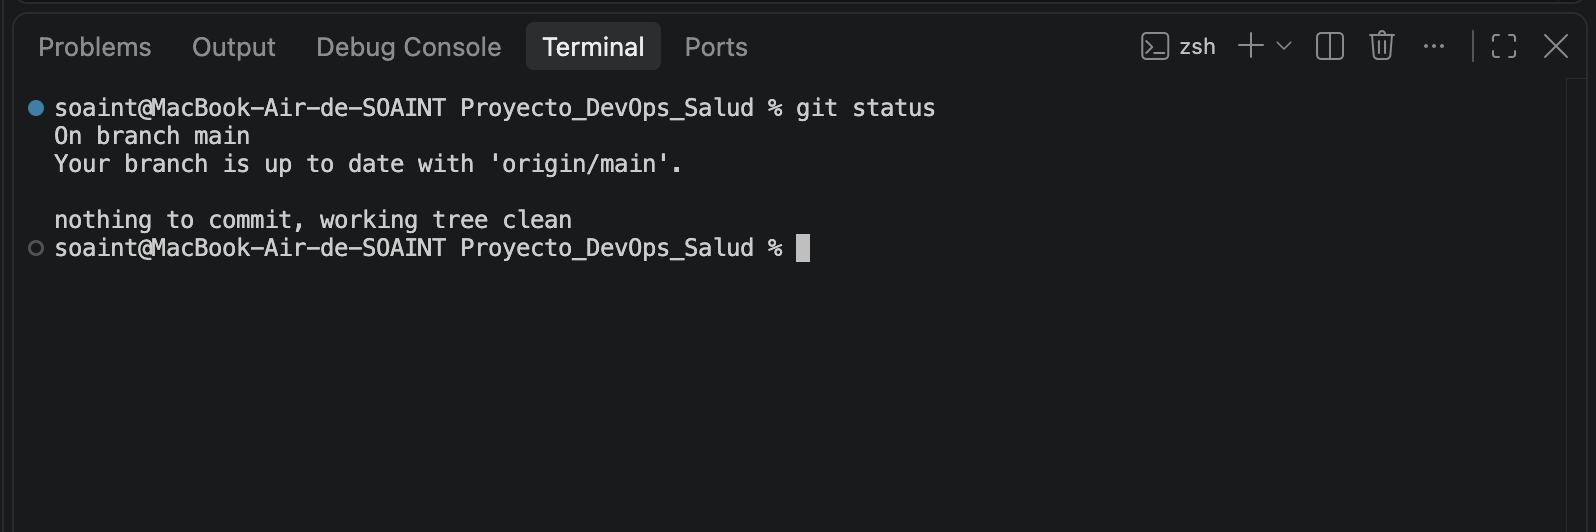 Problems Output Debug Console Terminal Ports zsh
soaint@MacBook-Air-de-SOAINT Proyecto_DevOps_Salud % git status
On branch main
Your branch is up to date with 'origin/main'.
nothing to commit, working tree clean
soaint@MacBook-Air-de-SOAINT Proyecto_DevOps_Salud %